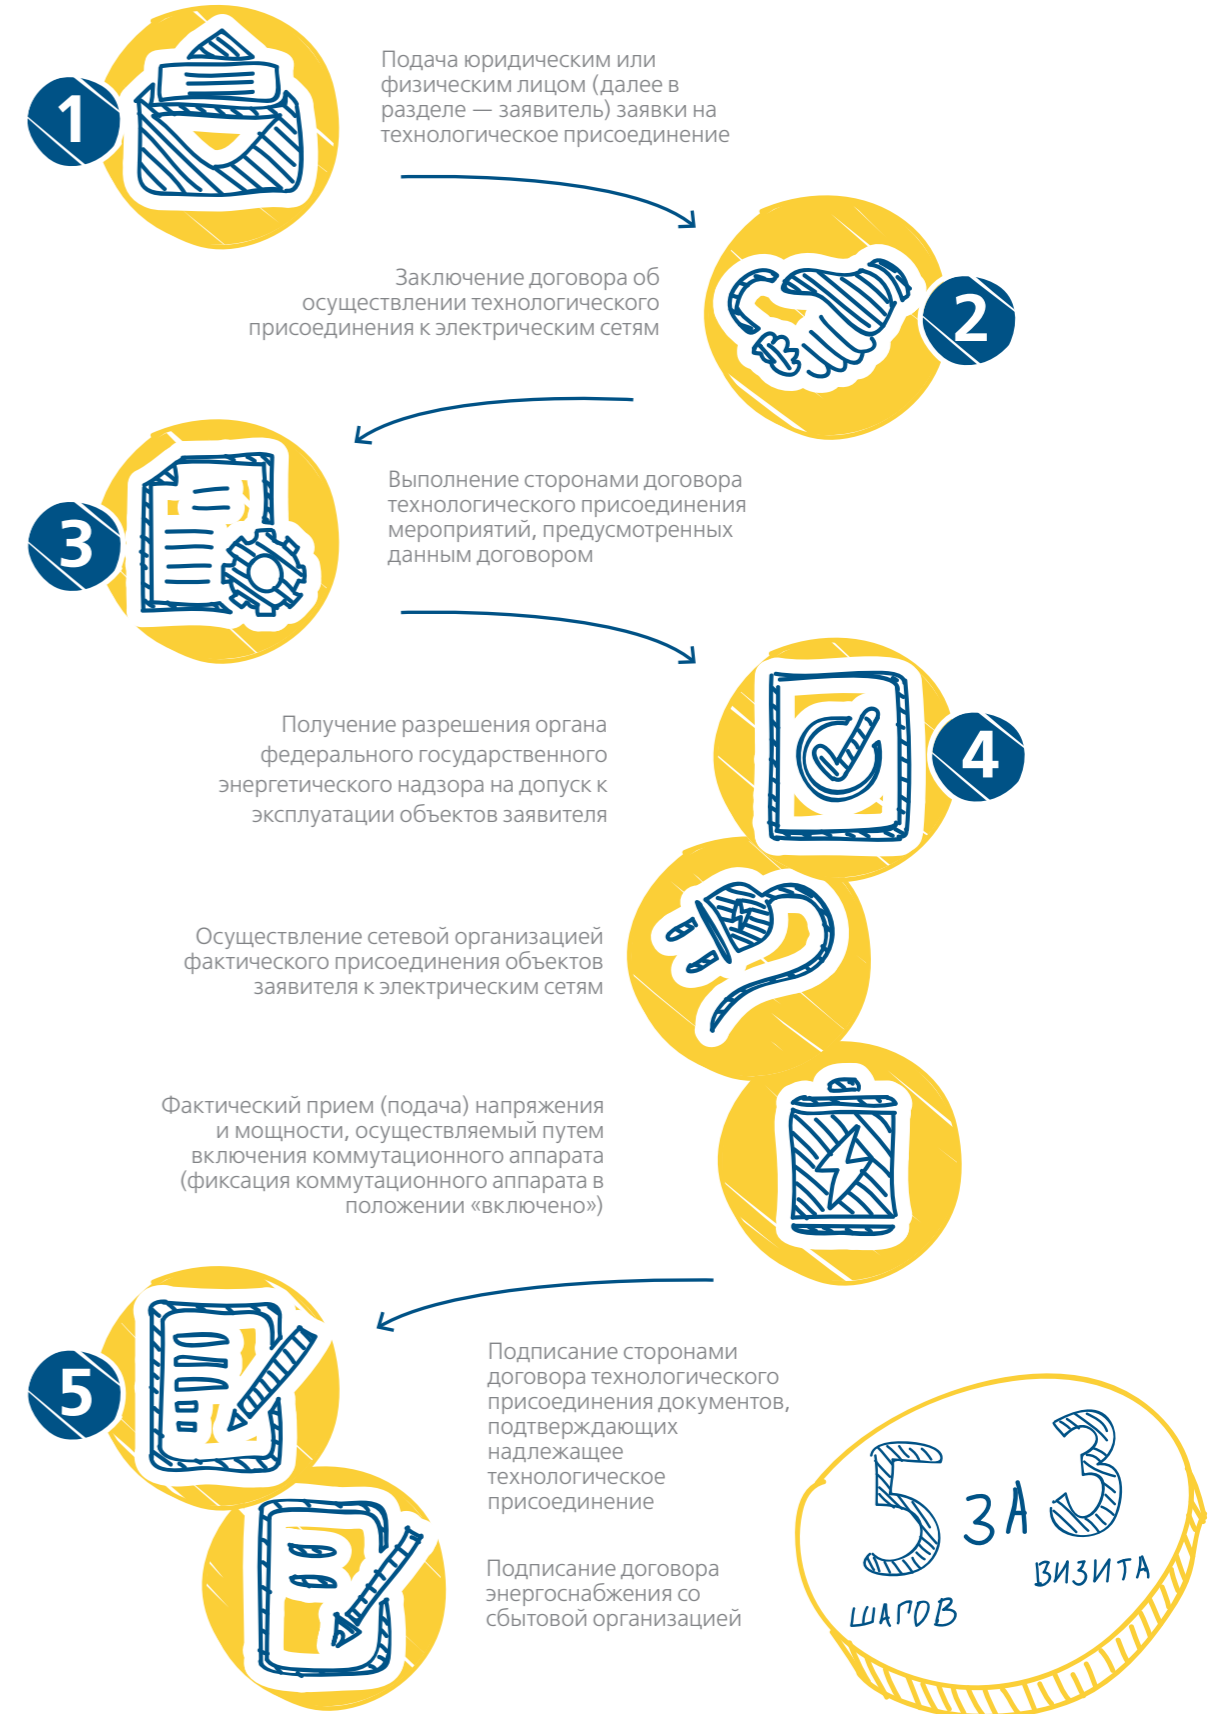 1
Подача юридическим или
физическим лицом (далее в
разделе — заявитель) заявки на
технологическое присоединение
Заключение договора об
осуществлении технологического
присоединения к электрическим сетям
2
3
Выполнение сторонами договора
технологического присоединения
мероприятий, предусмотренных
данным договором
Получение разрешения органа
федерального государственного
энергетического надзора на допуск к
эксплуатации объектов заявителя
4
Осуществление сетевой организацией
фактического присоединения объектов
заявителя к электрическим сетям
Фактический прием (подача) напряжения
и мощности, осуществляемый путем
включения коммутационного аппарата
(фиксация коммутационного аппарата в
положении «включено»)
5
Подписание сторонами
договора технологического
присоединения документов,
подтверждающих
надлежащее
технологическое
присоединение
Подписание договора
энергоснабжения со
сбытовой организацией
5 ЗА 3
ШАГОВ ВИЗИТА